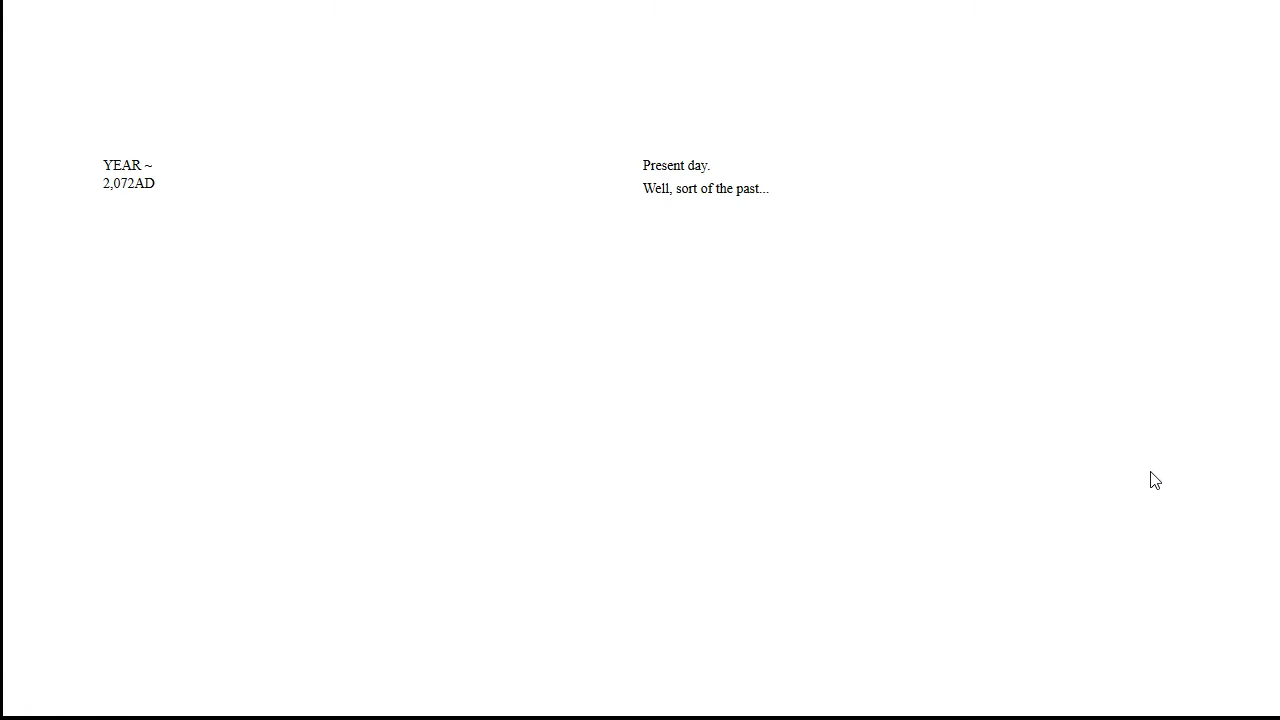 YEAR ~
2,072AD
Present day.
Well, sort of the past...